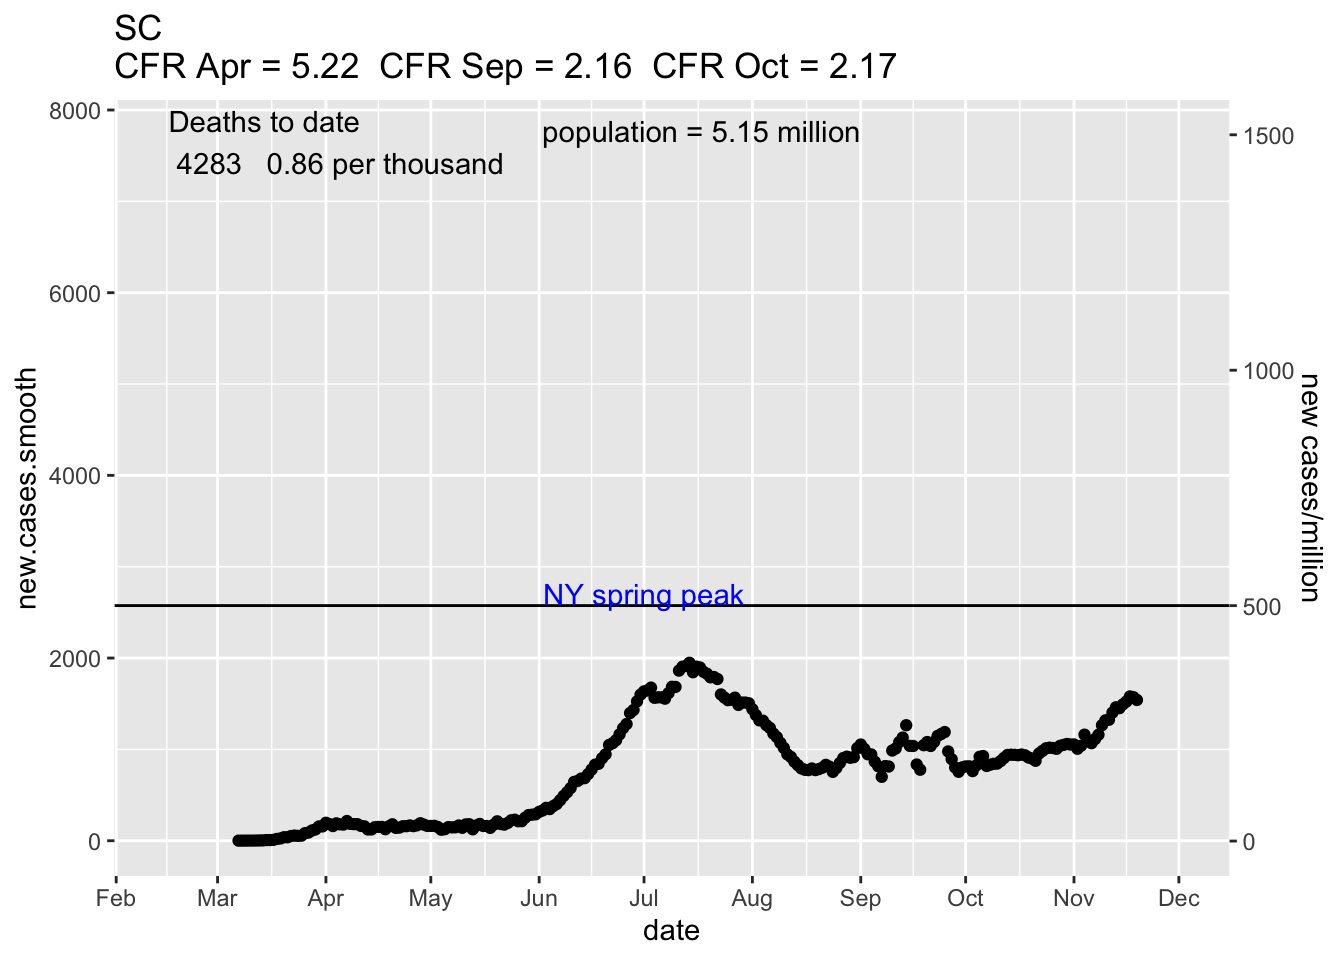 SC
CFR Apr = 5.22  CFR Sep = 2.16  CFR Oct = 2.17
8000
6000
4000
2000
0
new.cases.smooth
Deaths to date
4283   0.86 per thousand
population = 5.15 million
NY spring peak
1500
1000
500
0
new cases/million
Feb Mar Apr May Jun Jul Aug Sep Oct Nov Dec
date